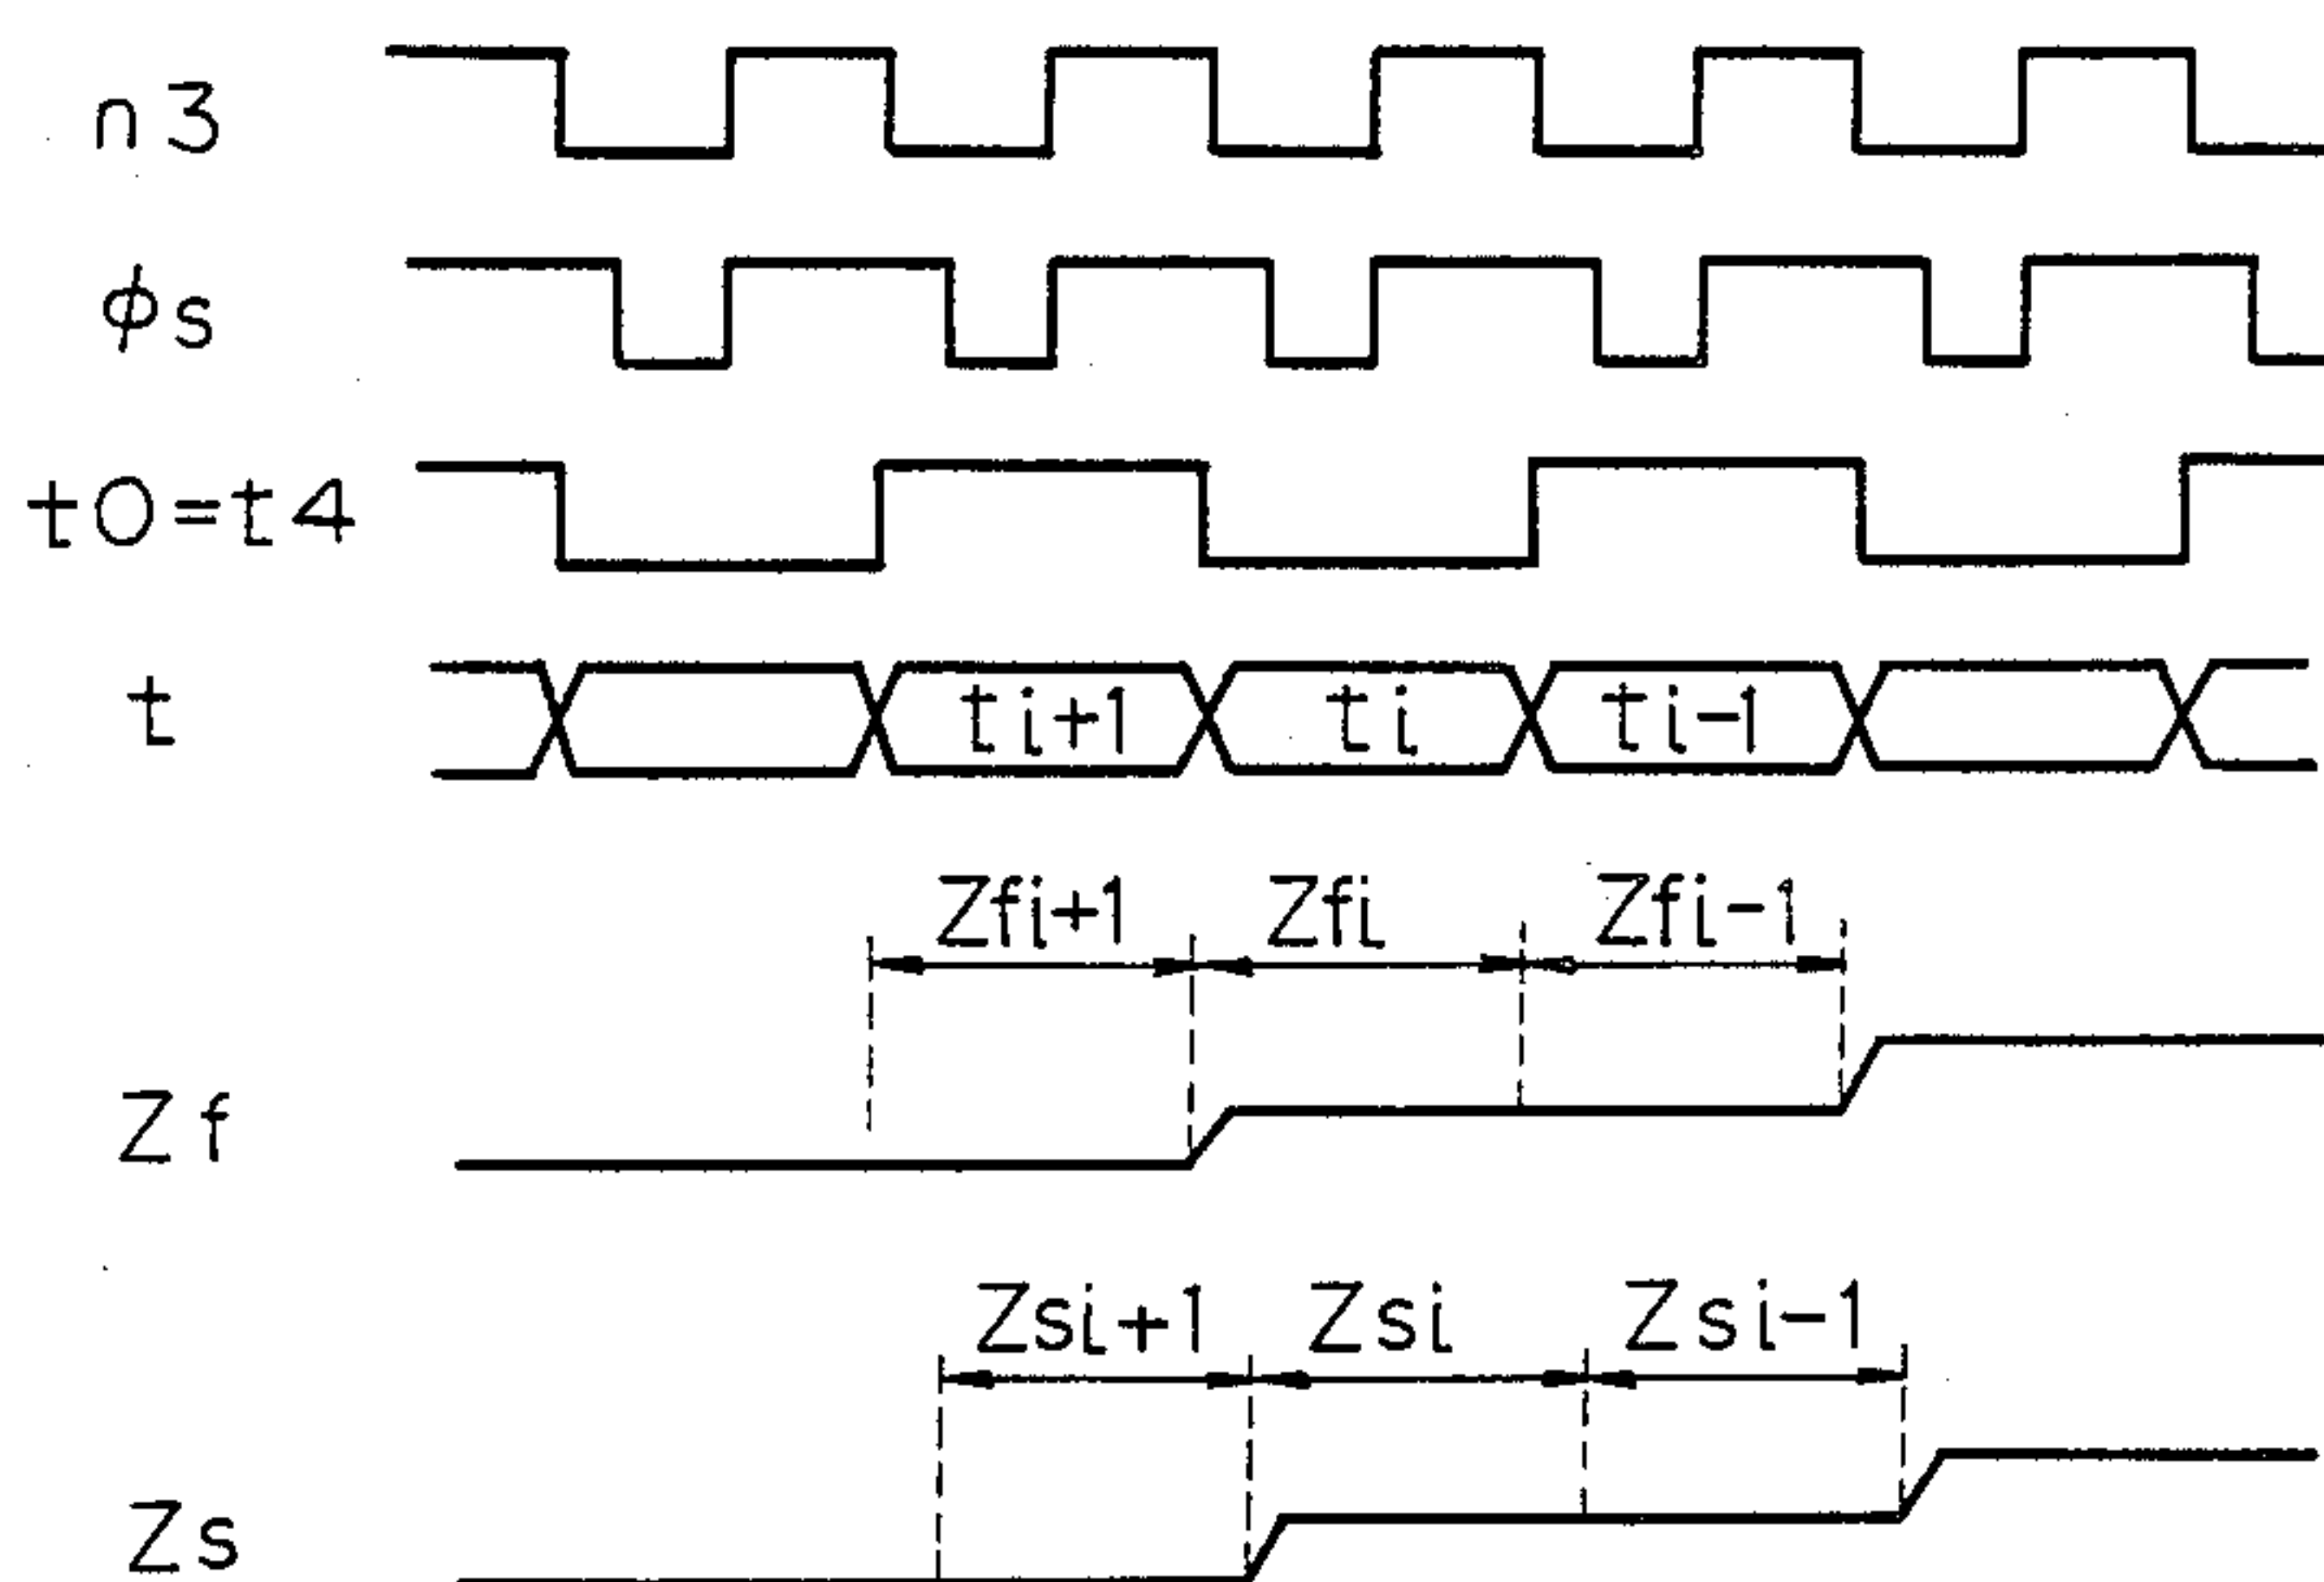 n3
φs
t0=t4
t
ti+1 ti ti-1
Zfi+1 Zfi Zfi-1
Zf
Zsi+1 Zsi Zsi-1
Zs